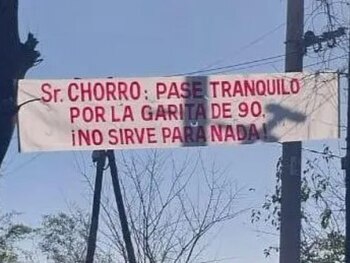 Sr. CHORRO: PASE TRANQUILO
POR LA GARITA DE 90.
¡NO SIRVE PARA NADA!